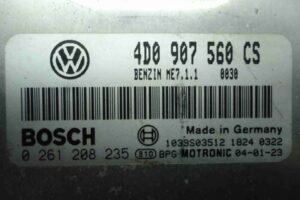 4D0 907 560 CS
BENZIN ME7.1.1 0030
BOSCH
Made in Germany
1039S03512 1824 0322
0 261 208 235 810 BPG MOTRONIC 04-01-23